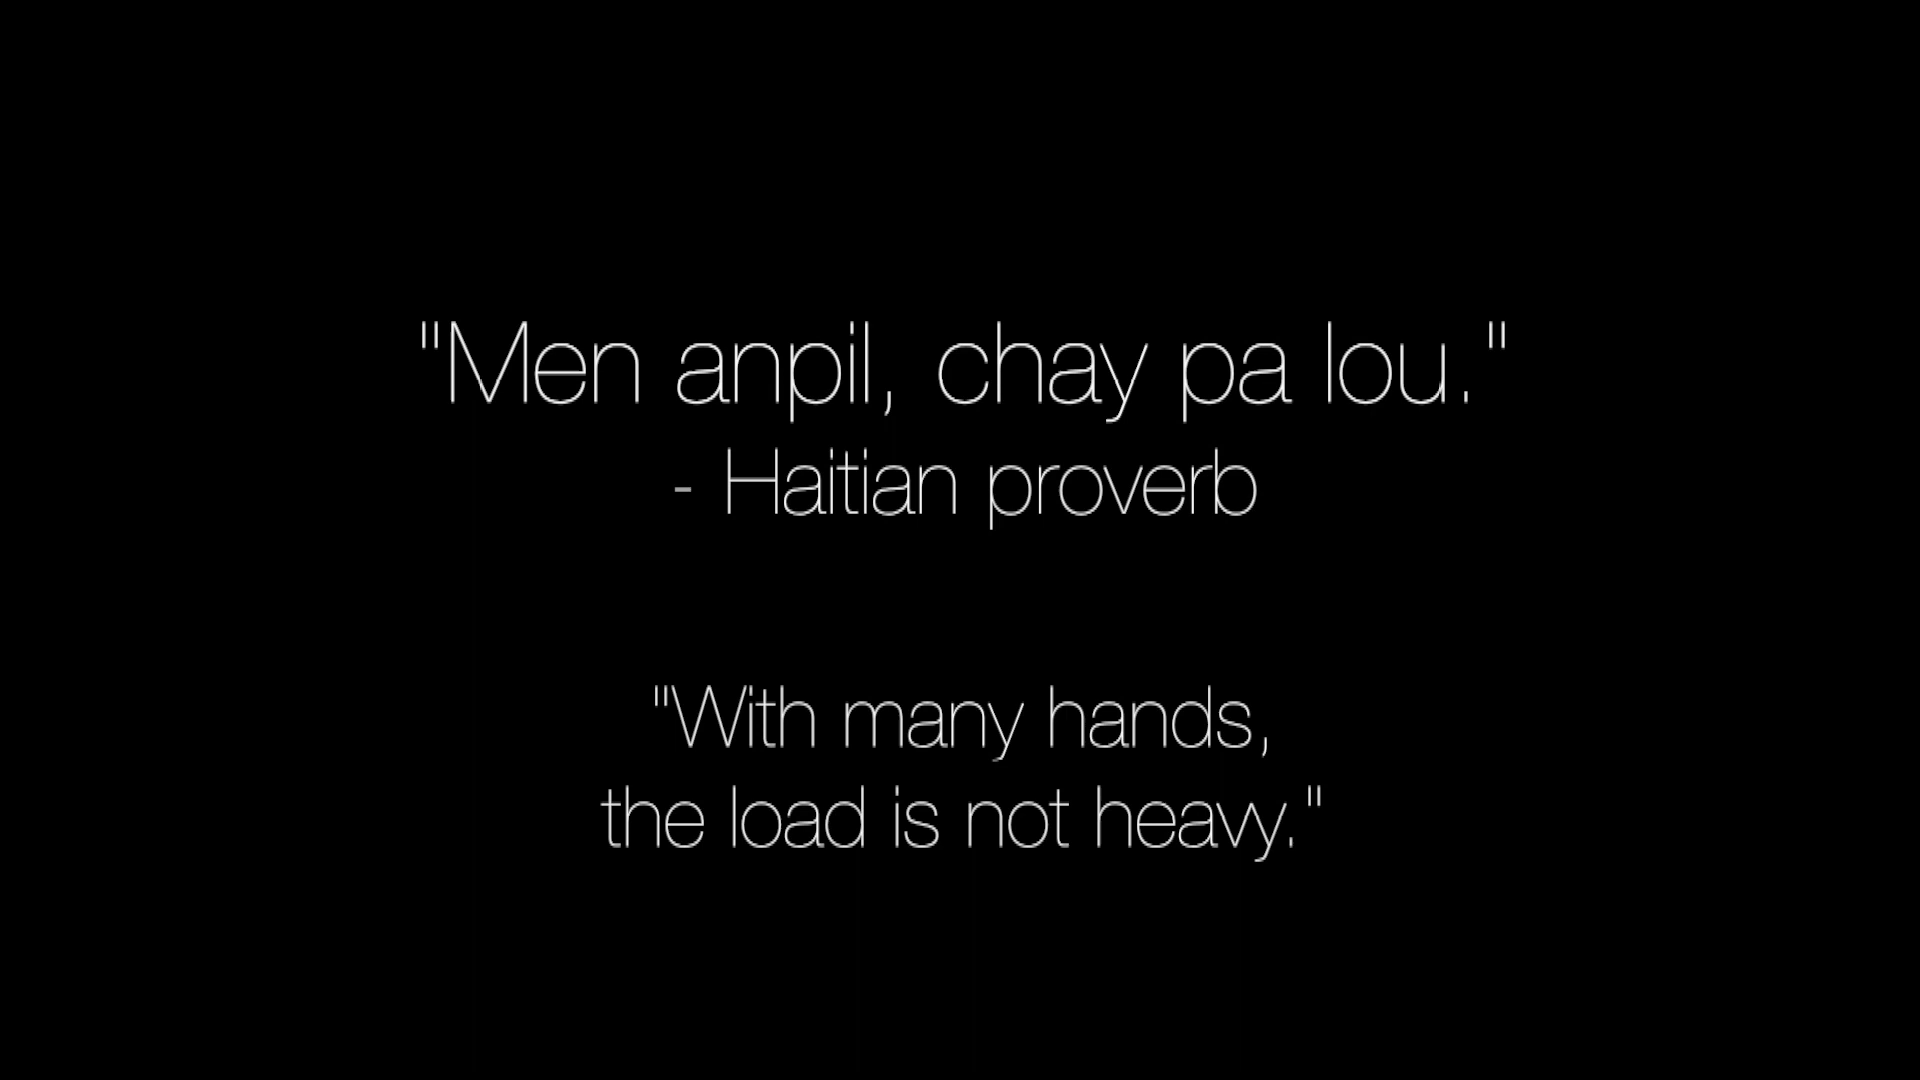 "Men anpil, chay pa lou."
- Haitian proverb
"With many hands,
the load is not heavy."